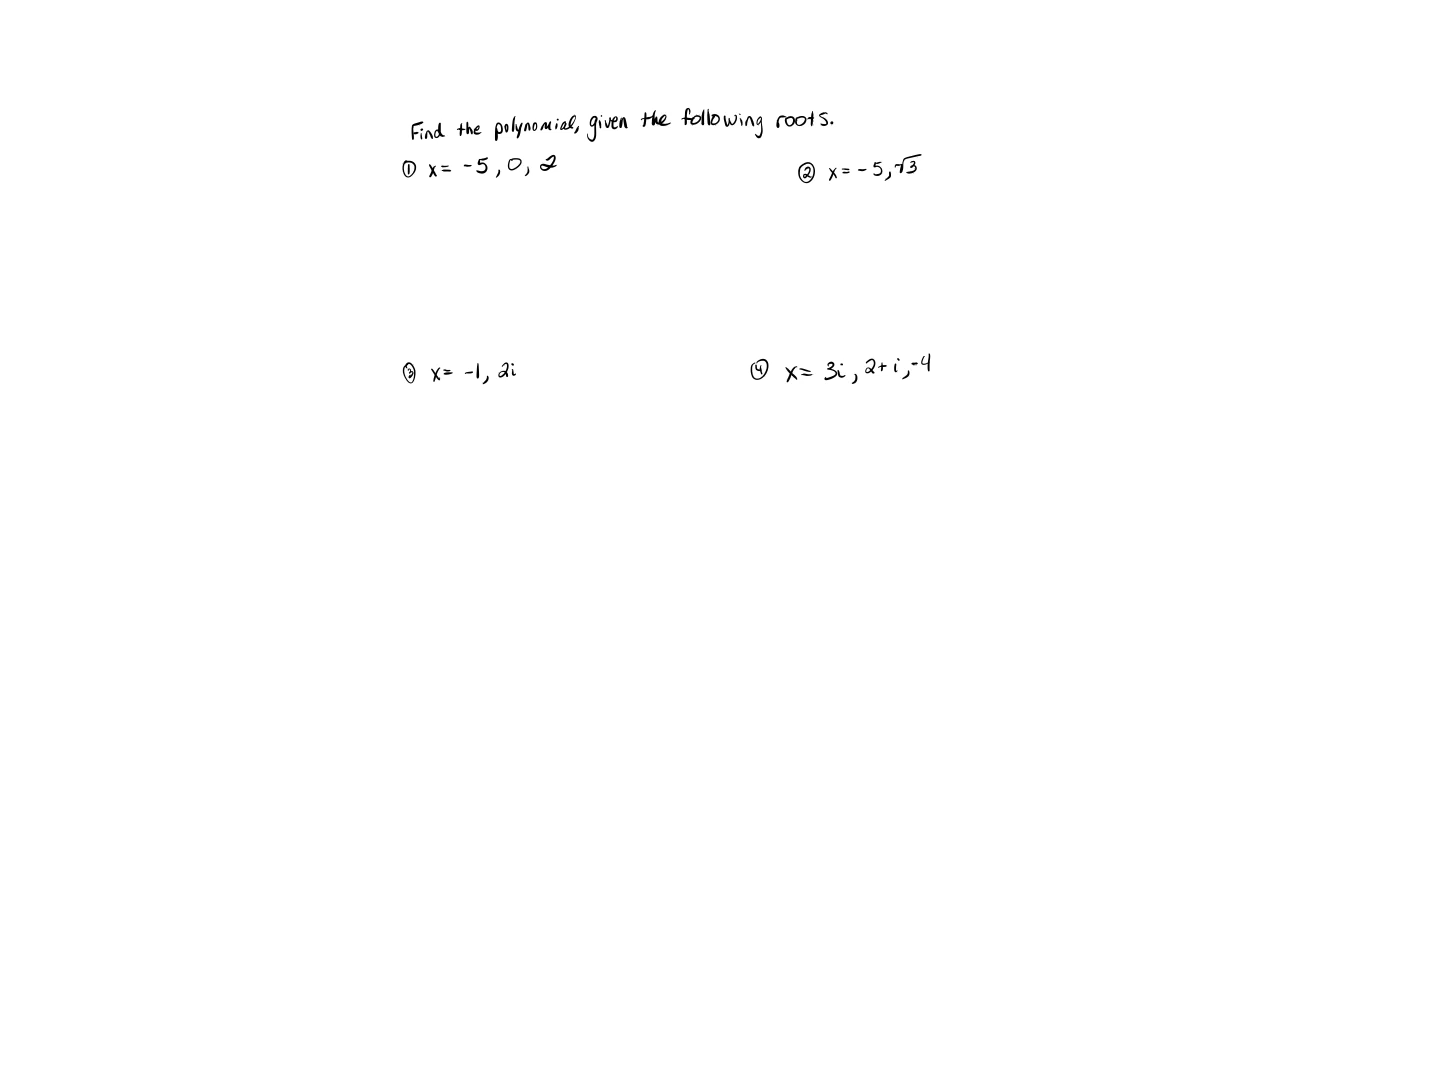 Find the polynomial, given the following roots.
① x = -5, 0, 2
② x = -5, √3
③ x = -1, 2i
④ x = 3i, 2+i, -4